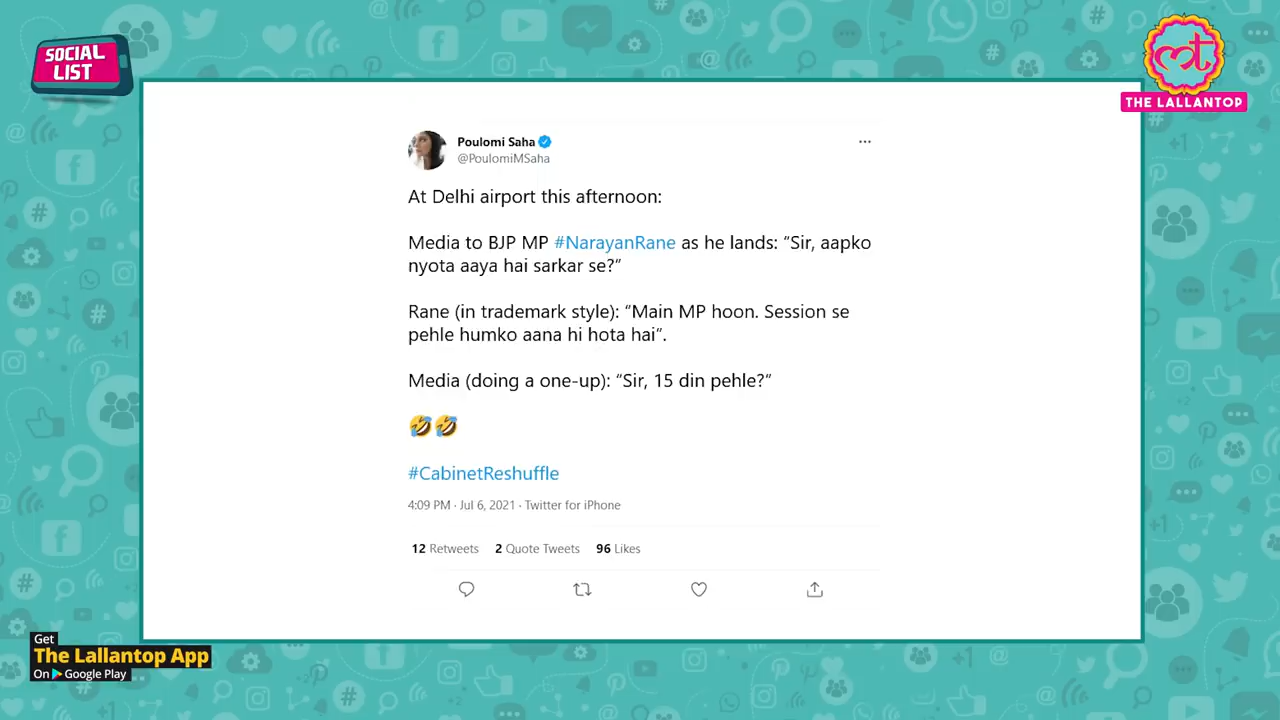 SOCIAL
LIST
मt
THE LALLANTOP
Poulomi Saha
@PoulomiMSaha
At Delhi airport this afternoon:
Media to BJP MP #NarayanRane as he lands: “Sir, aapko
nyota aaya hai sarkar se?”
Rane (in trademark style): “Main MP hoon. Session se
pehle humko aana hi hota hai”.
Media (doing a one-up): “Sir, 15 din pehle?“
🤣🤣
#CabinetReshuffle
4:09 PM · Jul 6, 2021 · Twitter for iPhone
12 Retweets 2 Quote Tweets 96 Likes
Get
The Lallantop App
On Google Play